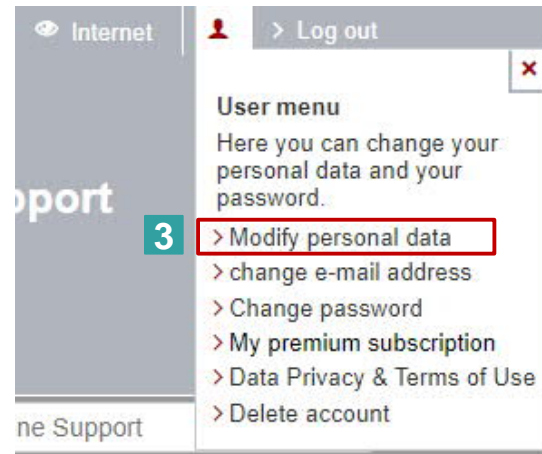 Internet
> Log out
×
User menu
Here you can change your
personal data and your
password.
pport
3
> Modify personal data
> change e-mail address
> Change password
> My premium subscription
> Data Privacy & Terms of Use
> Delete account
ne Support